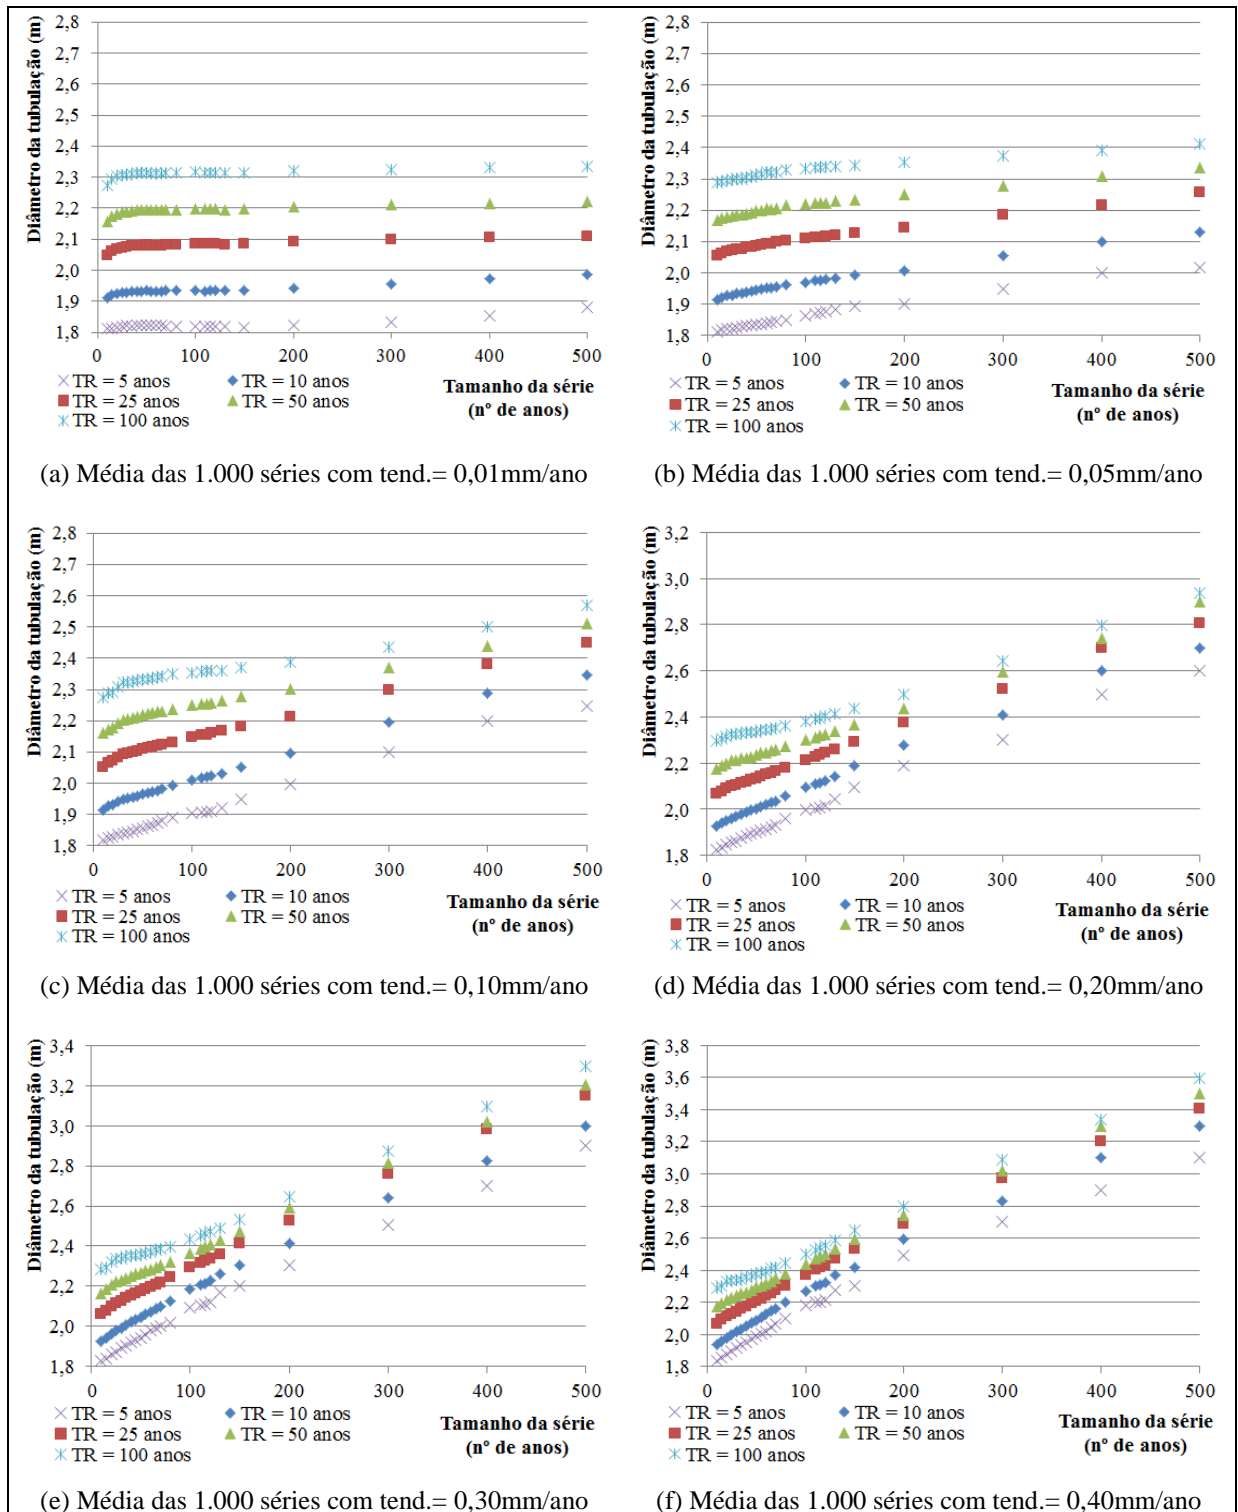 Diâmetro da tubulação (m)
2,8
2,7
2,6
2,5
2,4
2,3
2,2
2,1
2,0
1,9
1,8
0 100 200 300 400 500
TR = 5 anos TR = 10 anos
TR = 25 anos TR = 50 anos
TR = 100 anos
Tamanho da série
(nº de anos)
(a) Média das 1.000 séries com tend.= 0,01mm/ano
Diâmetro da tubulação (m)
2,8
2,7
2,6
2,5
2,4
2,3
2,2
2,1
2,0
1,9
1,8
0 100 200 300 400 500
TR = 5 anos TR = 10 anos
TR = 25 anos TR = 50 anos
TR = 100 anos
Tamanho da série
(nº de anos)
(b) Média das 1.000 séries com tend.= 0,05mm/ano
Diâmetro da tubulação (m)
2,8
2,7
2,6
2,5
2,4
2,3
2,2
2,1
2,0
1,9
1,8
0 100 200 300 400 500
TR = 5 anos TR = 10 anos
TR = 25 anos TR = 50 anos
TR = 100 anos
Tamanho da série
(nº de anos)
(c) Média das 1.000 séries com tend.= 0,10mm/ano
Diâmetro da tubulação (m)
3,2
3,0
2,8
2,6
2,4
2,2
2,0
1,8
0 100 200 300 400 500
TR = 5 anos TR = 10 anos
TR = 25 anos TR = 50 anos
TR = 100 anos
Tamanho da série
(nº de anos)
(d) Média das 1.000 séries com tend.= 0,20mm/ano
Diâmetro da tubulação (m)
3,4
3,2
3,0
2,8
2,6
2,4
2,2
2,0
1,8
0 100 200 300 400 500
TR = 5 anos TR = 10 anos
TR = 25 anos TR = 50 anos
TR = 100 anos
Tamanho da série
(nº de anos)
(e) Média das 1.000 séries com tend.= 0,30mm/ano
Diâmetro da tubulação (m)
3,8
3,6
3,4
3,2
3,0
2,8
2,6
2,4
2,2
2,0
1,8
0 100 200 300 400 500
TR = 5 anos TR = 10 anos
TR = 25 anos TR = 50 anos
TR = 100 anos
Tamanho da série
(nº de anos)
(f) Média das 1.000 séries com tend.= 0,40mm/ano